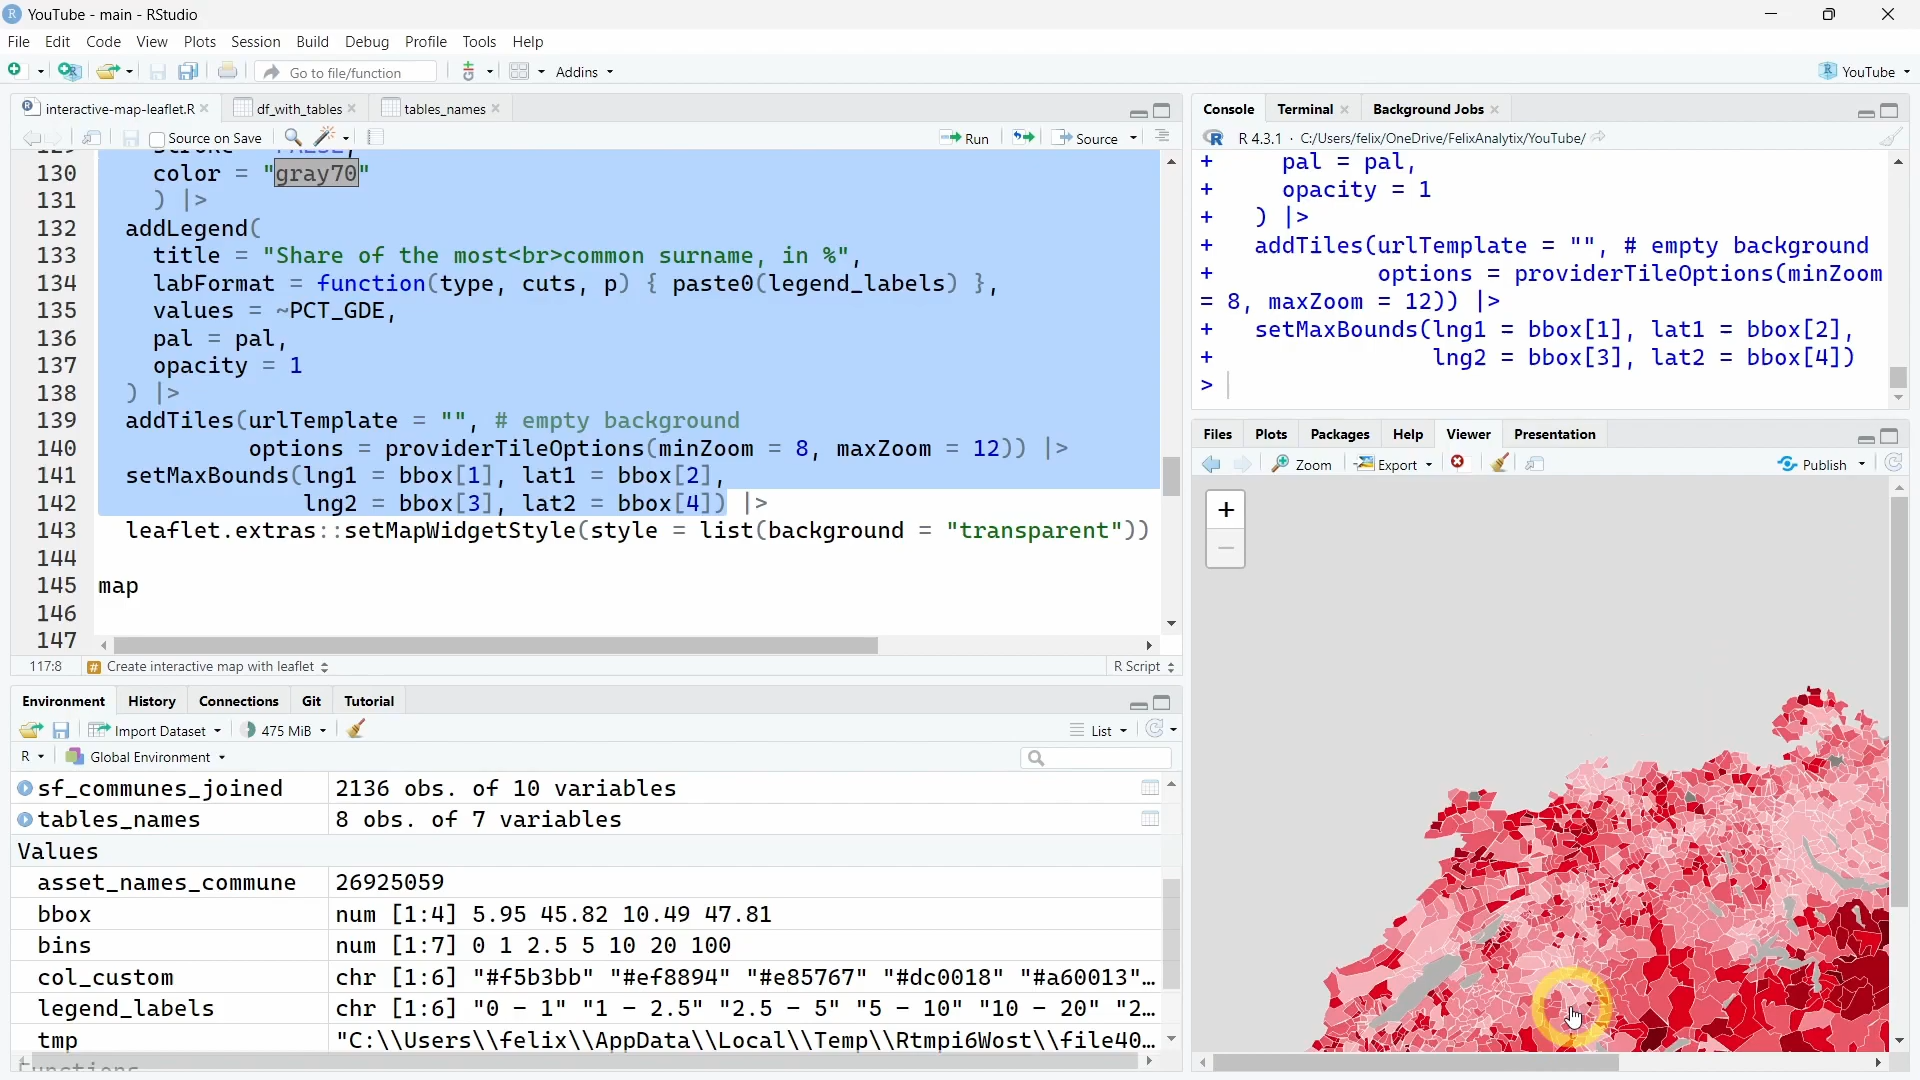 YouTube - main - RStudio
File Edit Code View Plots Session Build Debug Profile Tools Help
Go to file/function Addins YouTube
interactive-map-leaflet.R df_with_tables tables_names
Source on Save Run Source
130 color = "gray70"
131 ) |>
132 addLegend(
133 title = "Share of the most<br>common surname, in %",
134 labFormat = function(type, cuts, p) { paste0(legend_labels) },
135 values = ~PCT_GDE,
136 pal = pal,
137 opacity = 1
138 ) |>
139 addTiles(urlTemplate = "", # empty background
140 options = providerTileOptions(minZoom = 8, maxZoom = 12)) |>
141 setMaxBounds(lng1 = bbox[1], lat1 = bbox[2],
142 lng2 = bbox[3], lat2 = bbox[4]) |>
143 leaflet.extras::setMapWidgetStyle(style = list(background = "transparent"))
144
145 map
146
147
117:8 # Create interactive map with leaflet R Script
Environment History Connections Git Tutorial
Import Dataset 475 MiB List
R Global Environment
sf_communes_joined 2136 obs. of 10 variables
tables_names 8 obs. of 7 variables
Values
asset_names_commune 26925059
bbox num [1:4] 5.95 45.82 10.49 47.81
bins num [1:7] 0 1 2.5 5 10 20 100
col_custom chr [1:6] "#f5b3bb" "#ef8894" "#e85767" "#dc0018" "#a60013"…
legend_labels chr [1:6] "0 - 1" "1 - 2.5" "2.5 - 5" "5 - 10" "10 - 20" "2…
tmp "C:\\Users\\felix\\AppData\\Local\\Temp\\Rtmpi6Wost\\file40…
Console Terminal Background Jobs
R 4.3.1 · C:/Users/felix/OneDrive/FelixAnalytix/YouTube/
+ pal = pal,
+ opacity = 1
+ ) |>
+ addTiles(urlTemplate = "", # empty background
+ options = providerTileOptions(minZoom
= 8, maxZoom = 12)) |>
+ setMaxBounds(lng1 = bbox[1], lat1 = bbox[2],
+ lng2 = bbox[3], lat2 = bbox[4])
>
Files Plots Packages Help Viewer Presentation
Zoom Export Publish
+
−